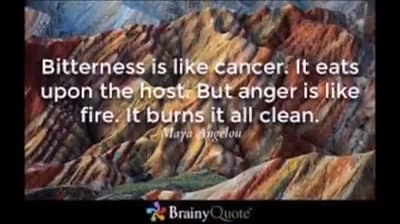 Bitterness is like cancer. It eats
upon the host. But anger is like
fire. It burns it all clean.
Maya Angelou
BrainyQuote